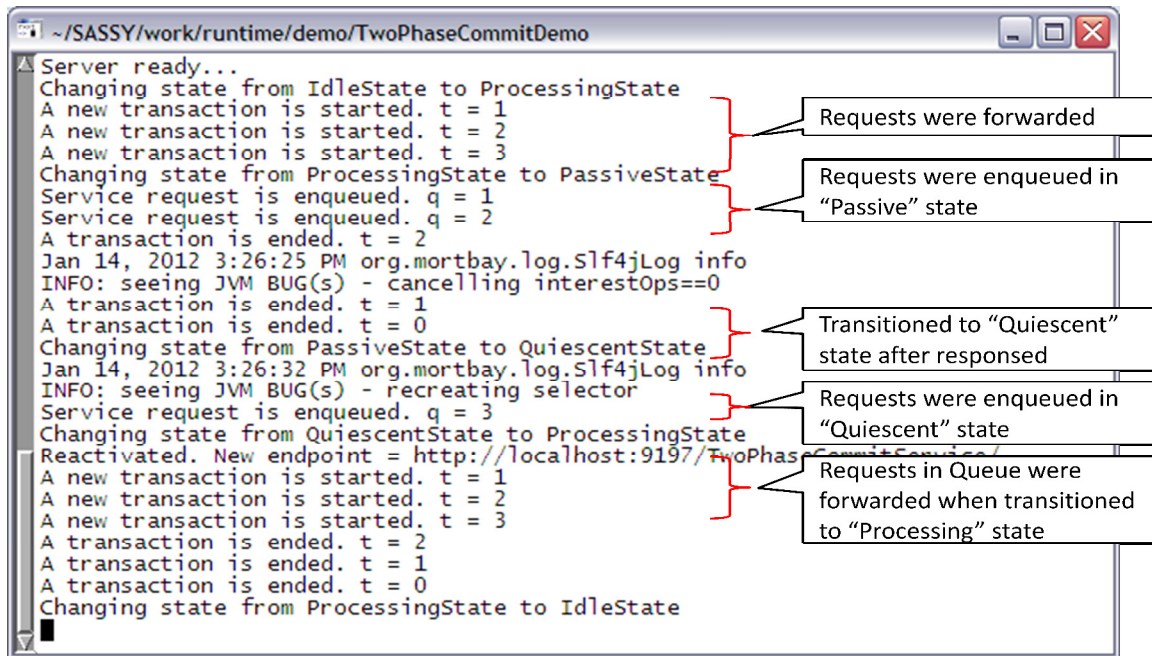 ~/SASSY/work/runtime/demo/TwoPhaseCommitDemo
Server ready...
Changing state from IdleState to ProcessingState
A new transaction is started. t = 1
A new transaction is started. t = 2
A new transaction is started. t = 3
Changing state from ProcessingState to PassiveState
Service request is enqueued. q = 1
Service request is enqueued. q = 2
A transaction is ended. t = 2
Jan 14, 2012 3:26:25 PM org.mortbay.log.Slf4jLog info
INFO: seeing JVM BUG(s) - cancelling interestOps==0
A transaction is ended. t = 1
A transaction is ended. t = 0
Changing state from PassiveState to QuiescentState
Jan 14, 2012 3:26:32 PM org.mortbay.log.Slf4jLog info
INFO: seeing JVM BUG(s) - recreating selector
Service request is enqueued. q = 3
Changing state from QuiescentState to ProcessingState
Reactivated. New endpoint = http://localhost:9197/TwoPhaseCommitService/
A new transaction is started. t = 1
A new transaction is started. t = 2
A new transaction is started. t = 3
A transaction is ended. t = 2
A transaction is ended. t = 1
A transaction is ended. t = 0
Changing state from ProcessingState to IdleState
Requests were forwarded
Requests were enqueued in
“Passive” state
Transitioned to “Quiescent”
state after responsed
Requests were enqueued in
“Quiescent” state
Requests in Queue were
forwarded when transitioned
to “Processing” state